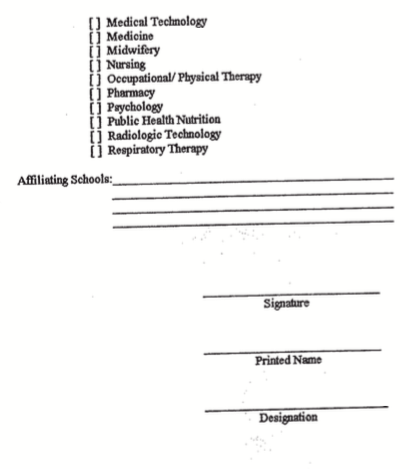 [ ] Medical Technology
[ ] Medicine
[ ] Midwifery
[ ] Nursing
[ ] Occupational/ Physical Therapy
[ ] Pharmacy
[ ] Psychology
[ ] Public Health Nutrition
[ ] Radiologic Technology
[ ] Respiratory Therapy
Affiliating Schools:
Signature
Printed Name
Designation